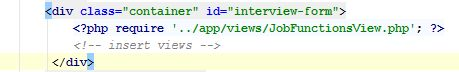 <div class="container" id="interview-form">
<?php require '../app/views/JobFunctionsView.php'; ?>
<!-- insert views -->
</div>